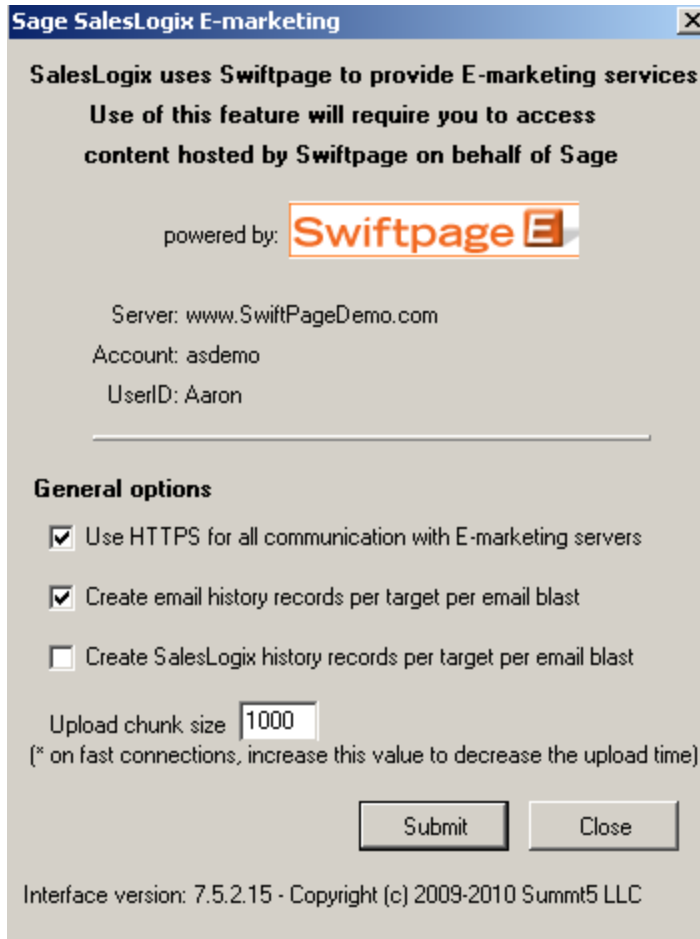 Sage SalesLogix E-marketing
SalesLogix uses Swiftpage to provide E-marketing services
Use of this feature will require you to access
content hosted by Swiftpage on behalf of Sage
powered by: Swiftpage E
Server: www.SwiftPageDemo.com
Account: asdemo
UserID: Aaron
General options
Use HTTPS for all communication with E-marketing servers
Create email history records per target per email blast
Create SalesLogix history records per target per email blast
Upload chunk size 1000
(* on fast connections, increase this value to decrease the upload time)
Submit Close
Interface version: 7.5.2.15 - Copyright (c) 2009-2010 Summt5 LLC